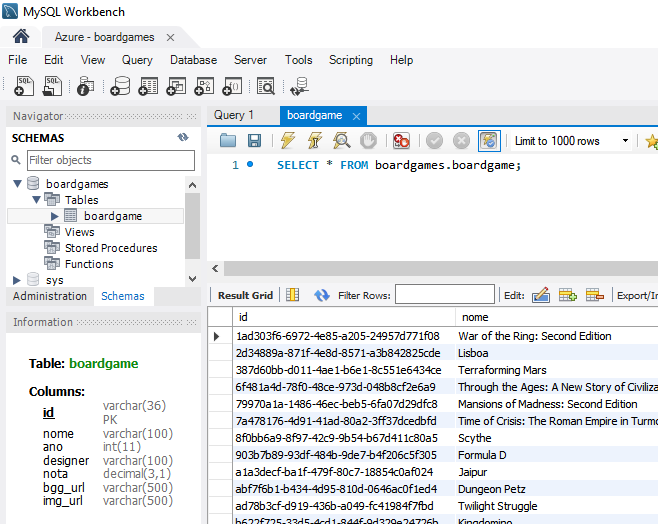 MySQL Workbench
Azure - boardgames
File Edit View Query Database Server Tools Scripting Help
Navigator
SCHEMAS
Filter objects
boardgames
Tables
boardgame
Views
Stored Procedures
Functions
sys
Administration Schemas
Information
Table: boardgame
Columns:
id varchar(36) PK
nome varchar(100)
ano int(11)
designer varchar(100)
nota decimal(3,1)
bgg_url varchar(500)
img_url varchar(500)
Query 1 boardgame
Limit to 1000 rows
1 SELECT * FROM boardgames.boardgame;
Result Grid Filter Rows: Edit: Export/In
id nome
1ad303f6-6972-4e85-a205-24957d771f08 War of the Ring: Second Edition
2d34889a-871f-4e8d-8571-a3b842825cde Lisboa
387d60bb-d011-4ae1-b6e1-8c551e6434ce Terraforming Mars
6f481a4d-78f0-48ce-973d-048b8cf2e6a9 Through the Ages: A New Story of Civiliza
79970a1a-1486-46ec-beb5-6fa07d29dfc8 Mansions of Madness: Second Edition
7a478176-4d91-41ad-80a2-3ff37dcedbfd Time of Crisis: The Roman Empire in Turmo
8f0bb6a9-8f97-42c9-9b54-b67d411c80a5 Scythe
903b7b89-93df-484b-9de7-b4f206c5f305 Formula D
a1a3decf-ba1f-479f-80c7-18854c0af024 Jaipur
abf7f6b1-b434-4d95-810d-0646ac0f1ed4 Dungeon Petz
ad78b3cf-d919-436b-a049-fc41984f7fbd Twilight Struggle
b622f725-33d5-4cd1-844f-9d329e24726b Kingdomino